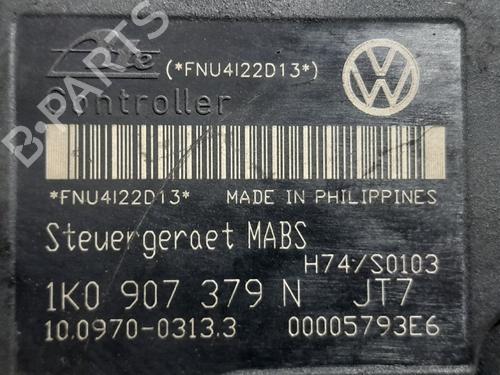 Ate (*FNU4I22D13*)
Controller
*FNU4I22D13* MADE IN PHILIPPINES
Steuergeraet MABS
H74/S0103
1K0 907 379 N JT7
10.0970-0313.3 00005793E6
B-PARTS